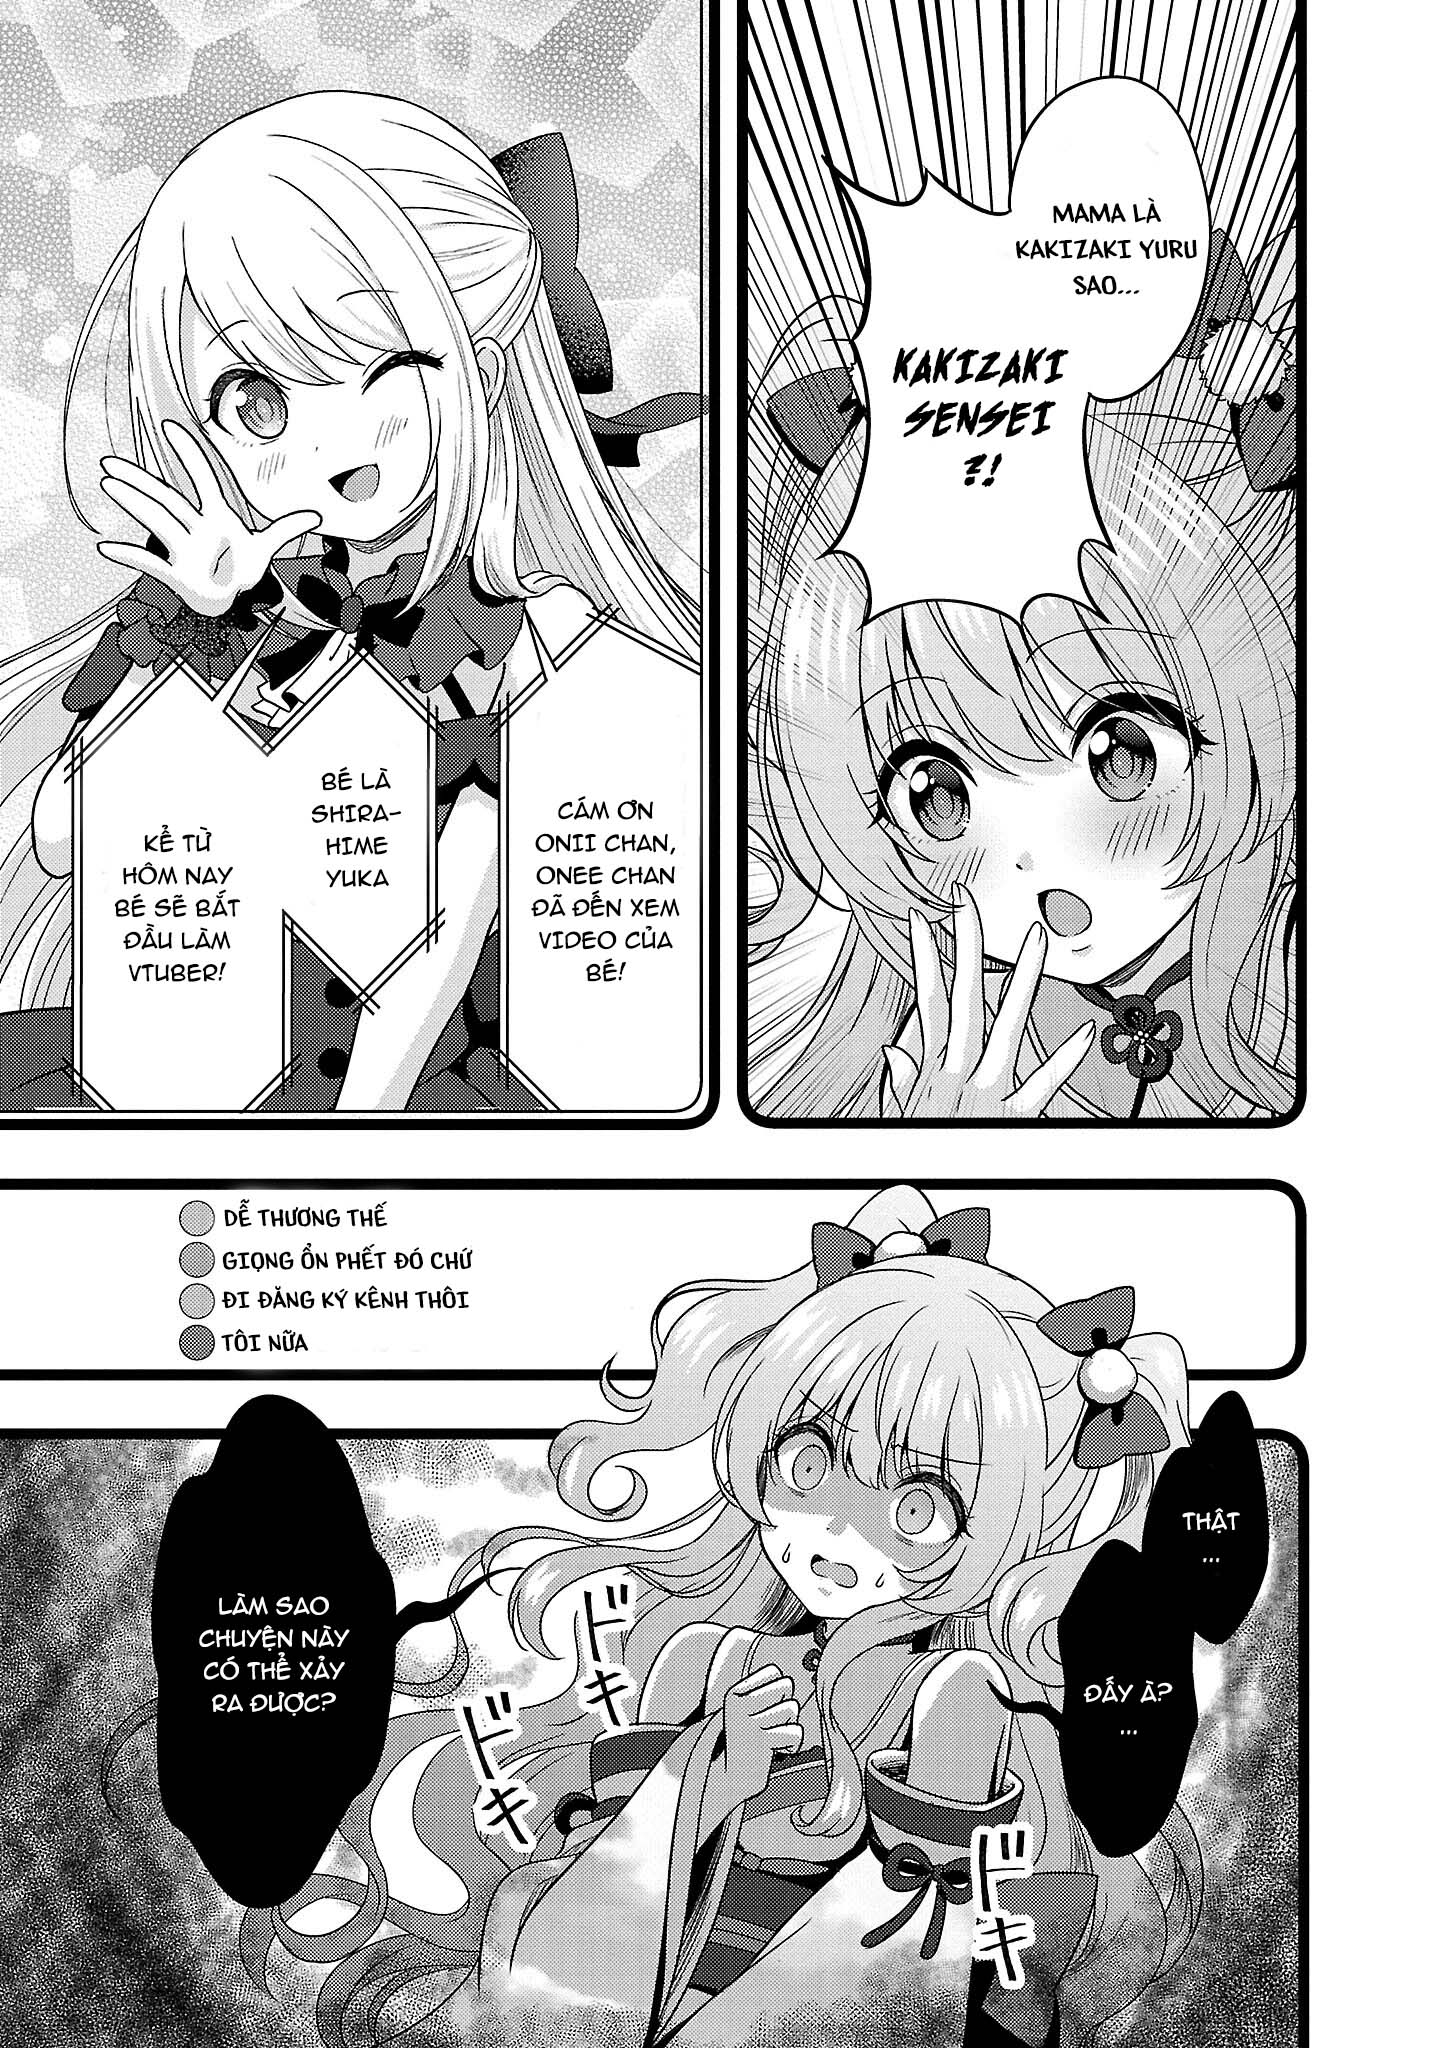 MAMA LÀ
KAKIZAKI YURU
SAO...
KAKIZAKI
SENSEI
?!
CÁM ƠN
ONII CHAN,
ONEE CHAN
ĐÃ ĐẾN XEM
VIDEO CỦA
BÉ!
BÉ LÀ
SHIRA-
HIME
YUKA
KỂ TỪ
HÔM NAY
BÉ SẼ BẮT
ĐẦU LÀM
VTUBER!
DỄ THƯƠNG THẾ
GIỌNG ỔN PHẾT ĐÓ CHỨ
ĐI ĐĂNG KÝ KÊNH THÔI
TÔI NỮA
THẬT
...
ĐẤY À?
...
ドキ
ドキ
ドキ
LÀM SAO
CHUYỆN NÀY
CÓ THỂ XẢY
RA ĐƯỢC?